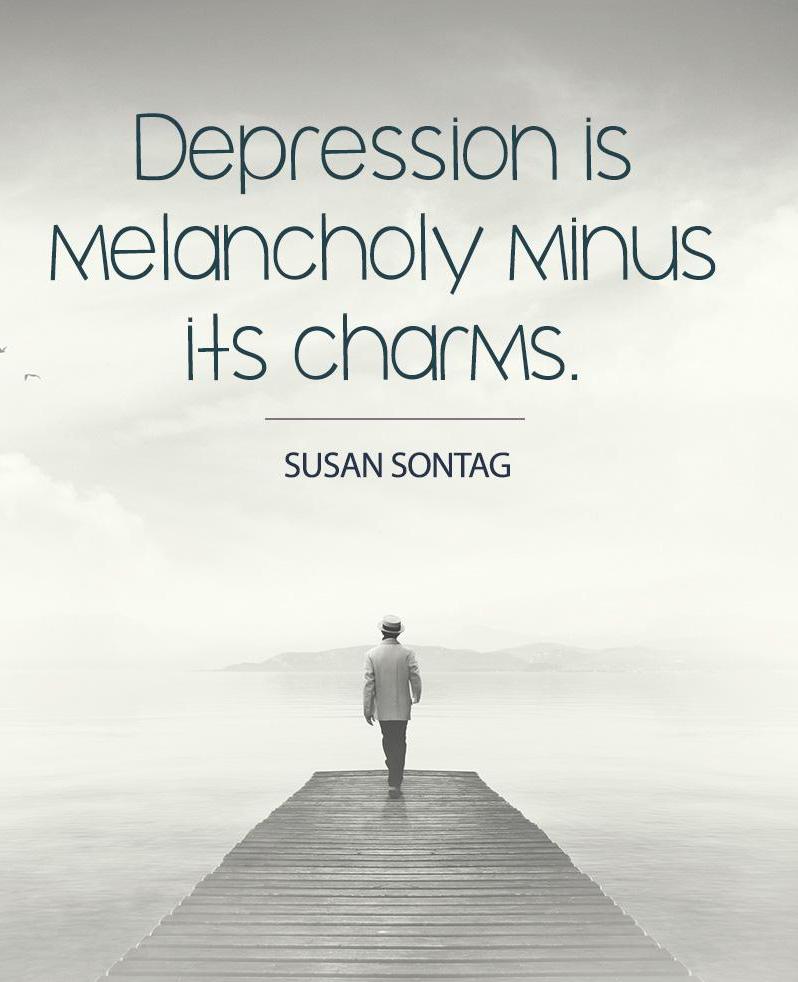 Depression is
Melancholy Minus
its charms.
SUSAN SONTAG